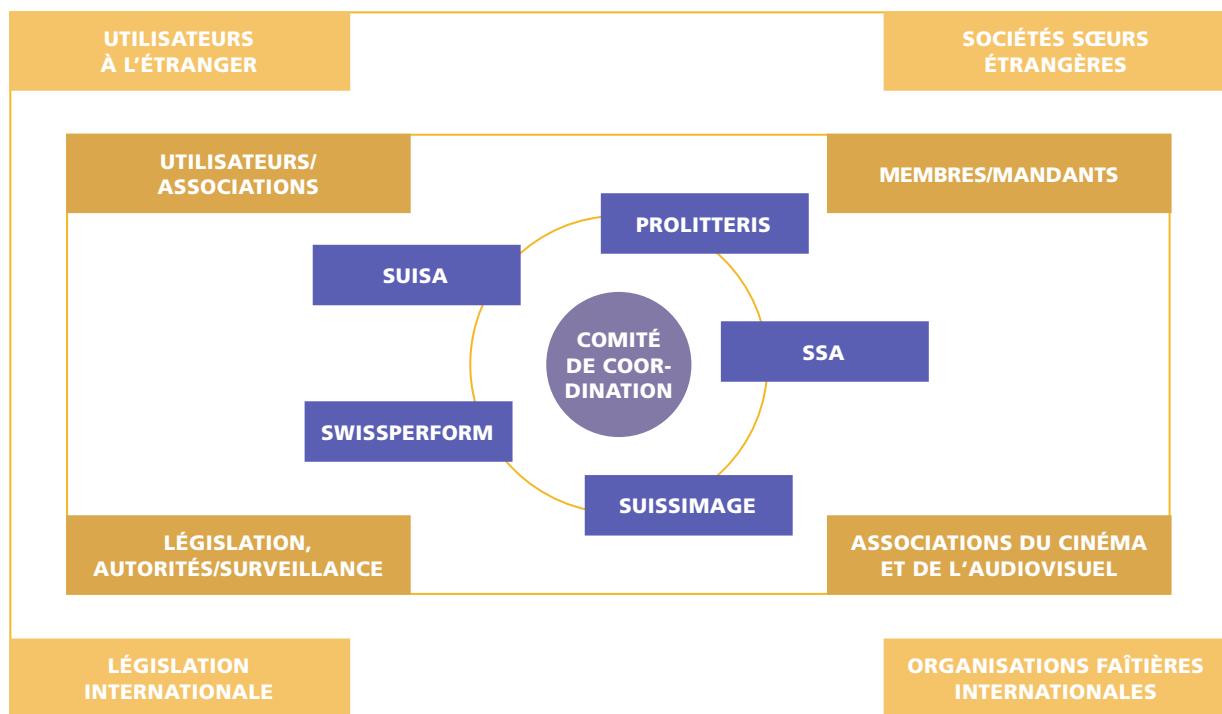 UTILISATEURS
À L’ÉTRANGER
SOCIÉTÉS SŒURS
ÉTRANGÈRES
UTILISATEURS/
ASSOCIATIONS
MEMBRES/MANDANTS
PROLITTERIS
SUISA
COMITÉ
DE COOR-
DINATION
SSA
SWISSPERFORM
SUISSIMAGE
LÉGISLATION,
AUTORITÉS/SURVEILLANCE
ASSOCIATIONS DU CINÉMA
ET DE L‘AUDIOVISUEL
LÉGISLATION
INTERNATIONALE
ORGANISATIONS FAÎTIÈRES
INTERNATIONALES